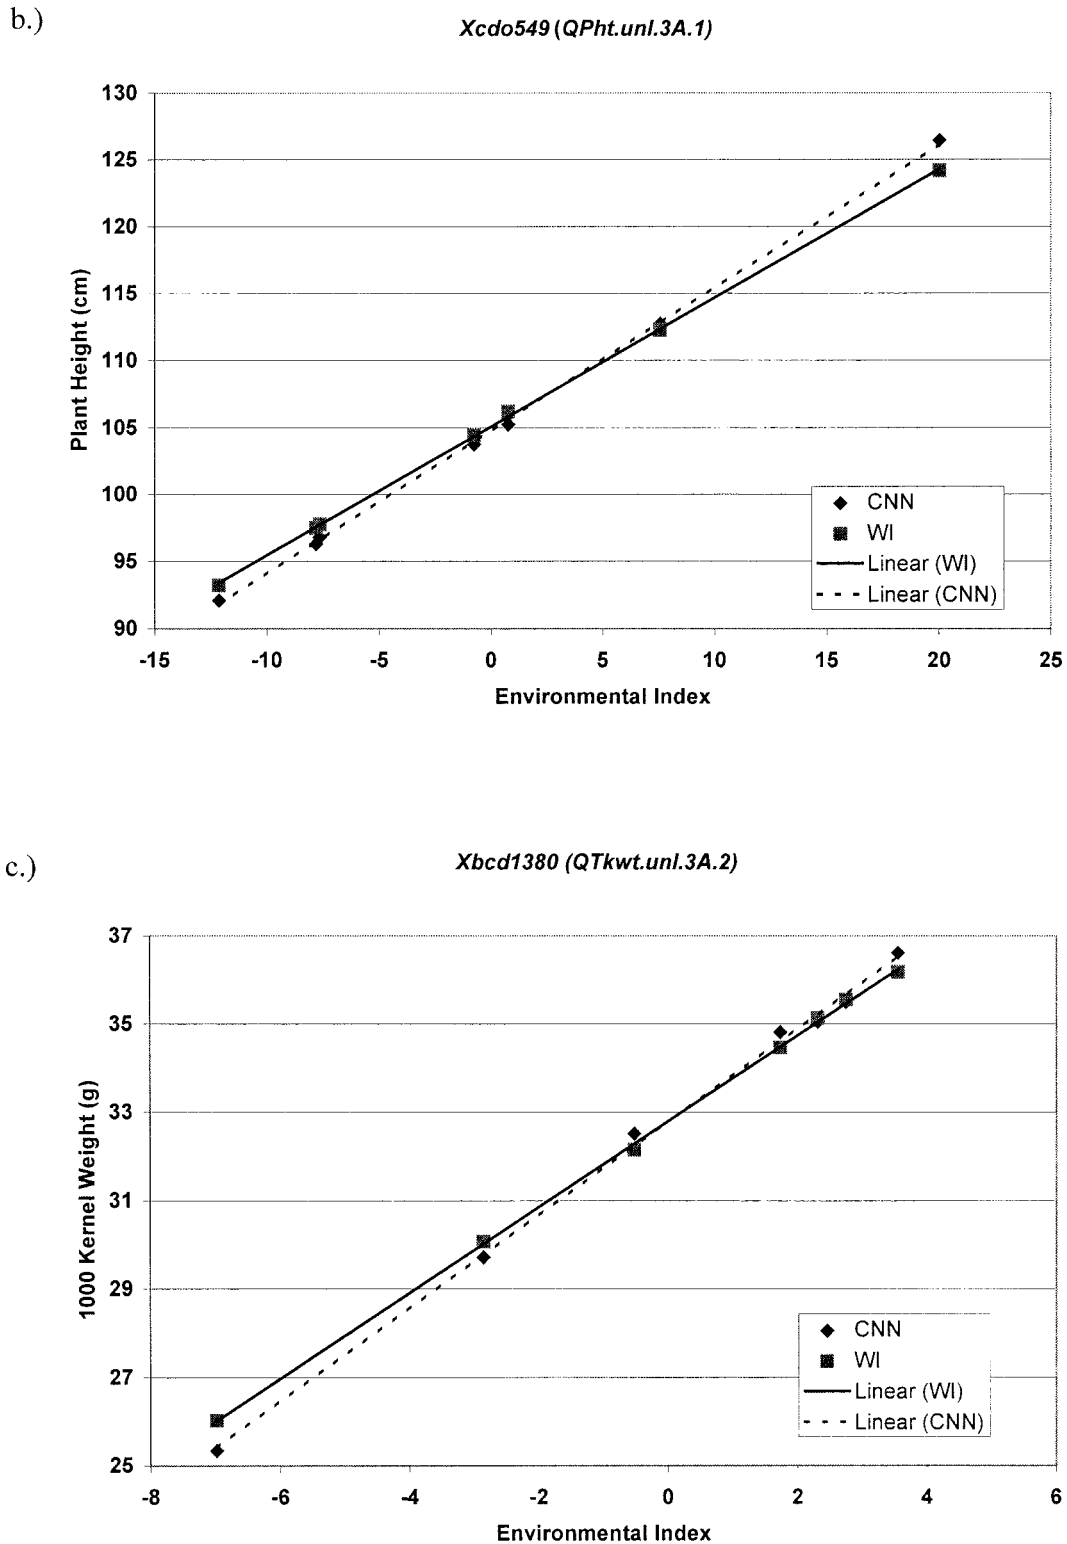 b.)
Xcdo549 (QPht.unl.3A.1)
130
125
120
115
110
105
100
95
90
Plant Height (cm)
-15 -10 -5 0 5 10 15 20 25
Environmental Index
CNN
WI
Linear (WI)
Linear (CNN)
c.)
Xbcd1380 (QTkwt.unl.3A.2)
37
35
33
31
29
27
25
1000 Kernel Weight (g)
-8 -6 -4 -2 0 2 4 6
Environmental Index
CNN
WI
Linear (WI)
Linear (CNN)